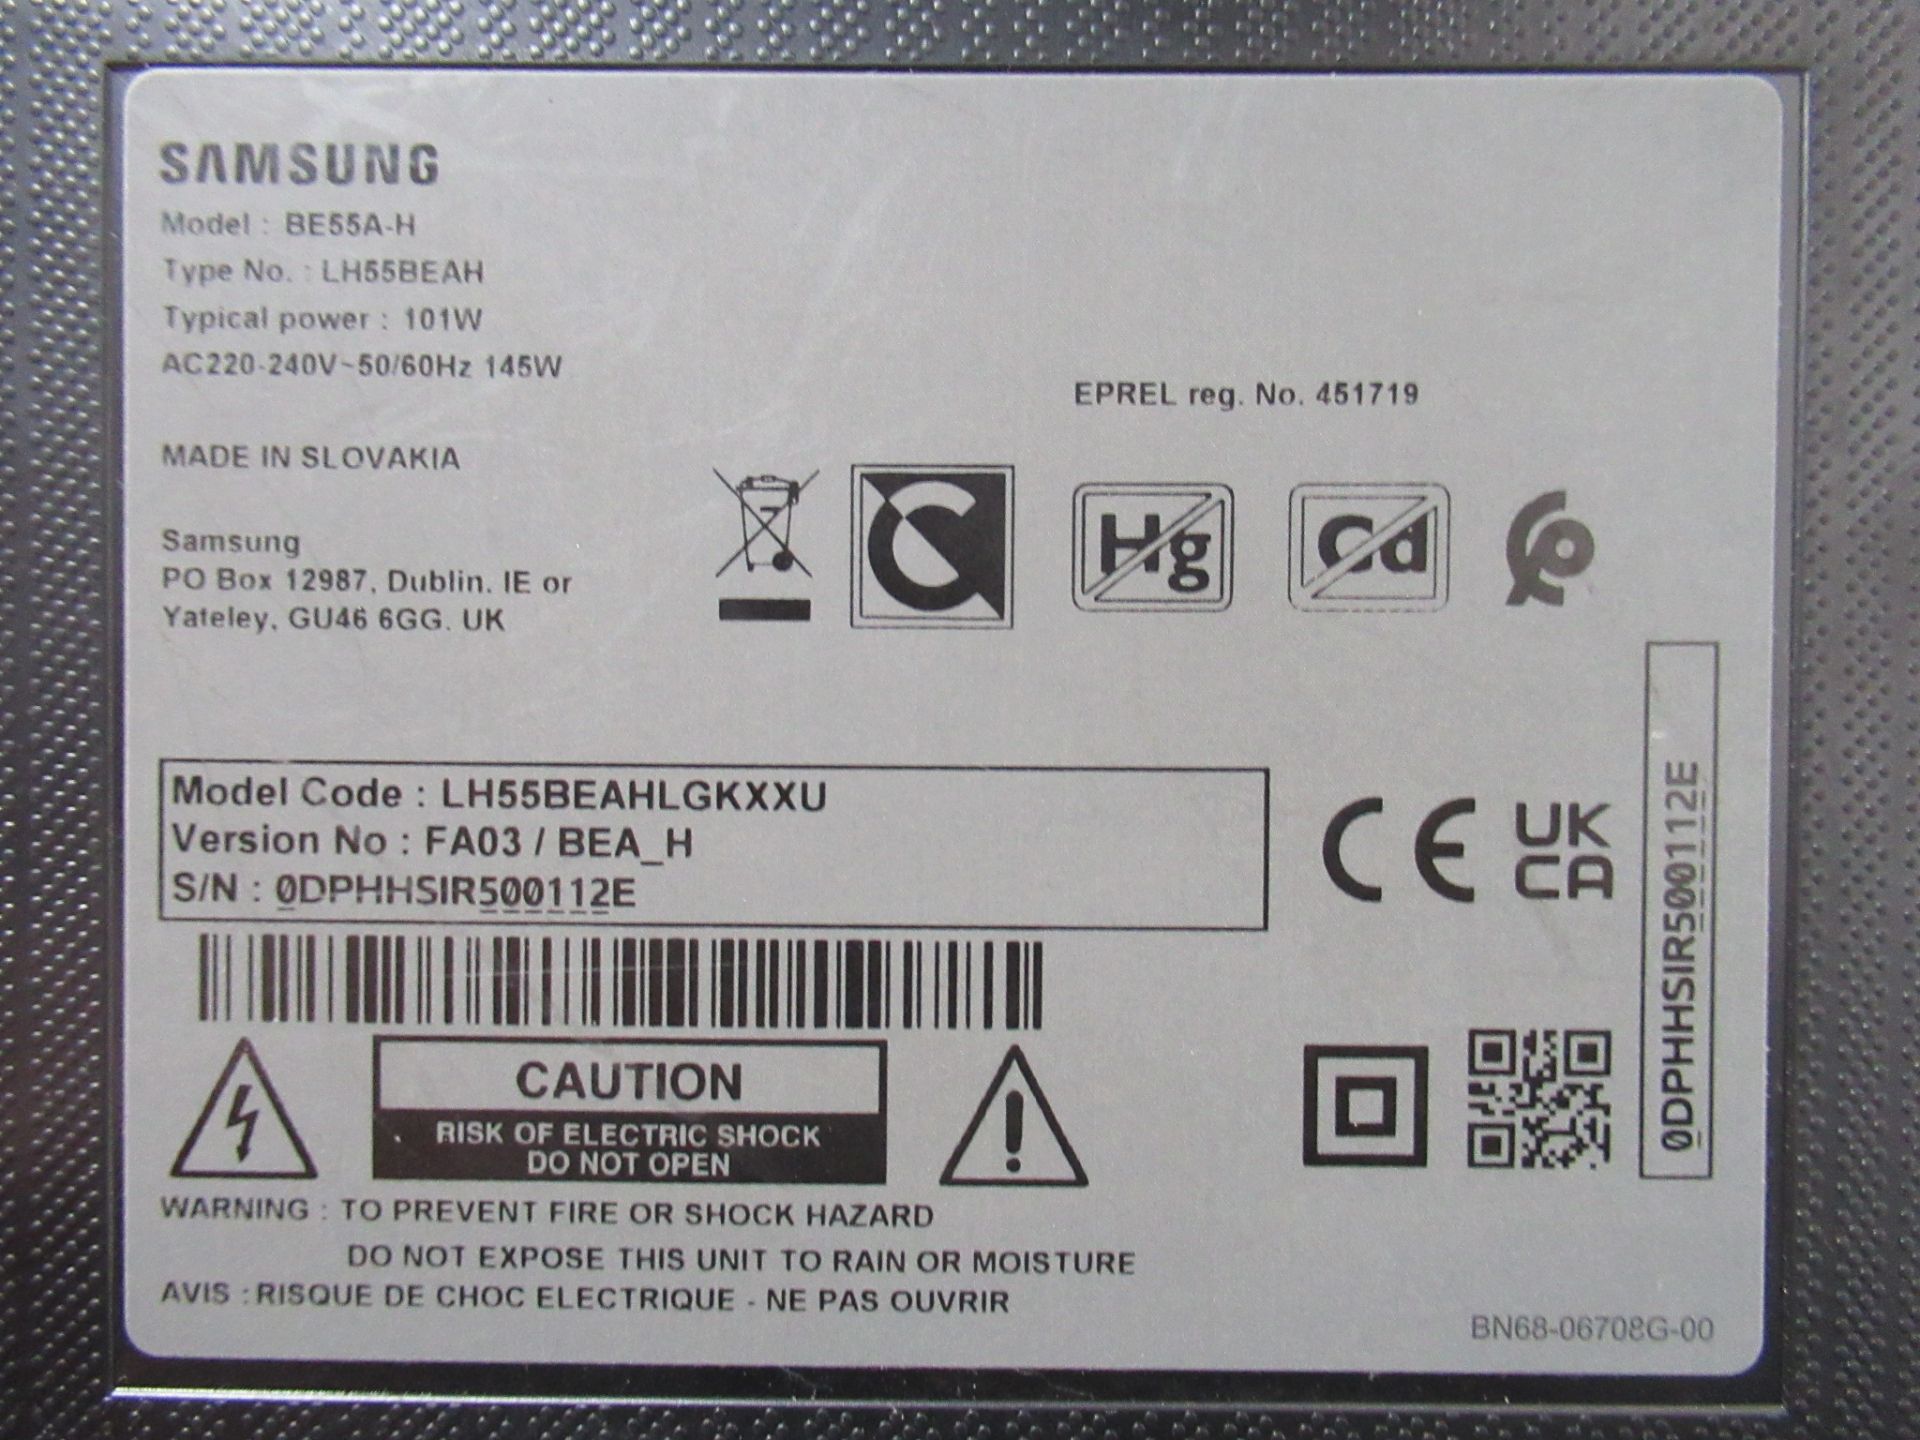 SAMSUNG
Model : BE55A-H
Type No. : LH55BEAH
Typical power : 101W
AC220-240V~50/60Hz 145W
EPREL reg. No. 451719
MADE IN SLOVAKIA
Samsung
PO Box 12987, Dublin. IE or
Yateley, GU46 6GG. UK
Hg
Cd
Model Code : LH55BEAHLGKXXU
Version No : FA03 / BEA_H
S/N : 0DPHHSIR500112E
CE
UK
CA
0DPHHSIR500112E
CAUTION
RISK OF ELECTRIC SHOCK
DO NOT OPEN
WARNING : TO PREVENT FIRE OR SHOCK HAZARD
DO NOT EXPOSE THIS UNIT TO RAIN OR MOISTURE
AVIS : RISQUE DE CHOC ELECTRIQUE - NE PAS OUVRIR
BN68-06708G-00